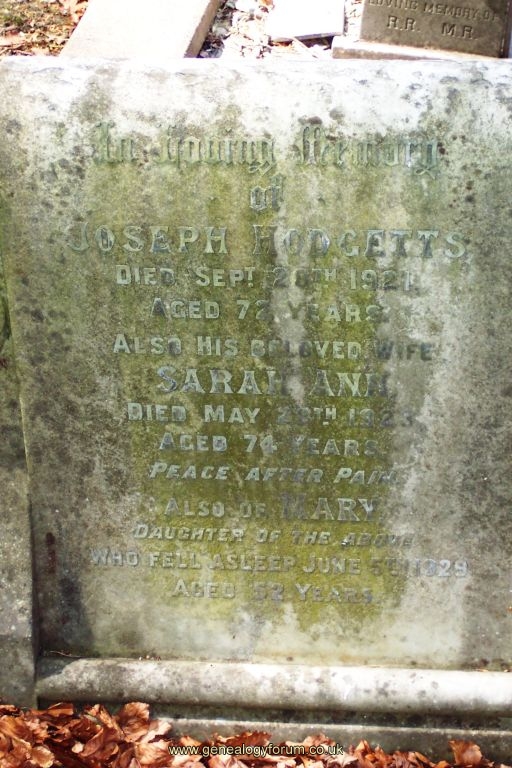 LOVING MEMORY OF
R.R. M.R.
In Loving Memory
of
JOSEPH HODGETTS,
DIED SEPT. 26TH 1921.
AGED 72 YEARS.
ALSO HIS BELOVED WIFE
SARAH ANN
DIED MAY 1923
AGED 74 YEARS.
PEACE AFTER PAIN
ALSO OF MARY
DAUGHTER OF THE ABOVE
WHO FELL ASLEEP JUNE 5TH 1929
AGED 52 YEARS.
www.genealogyforum.co.uk